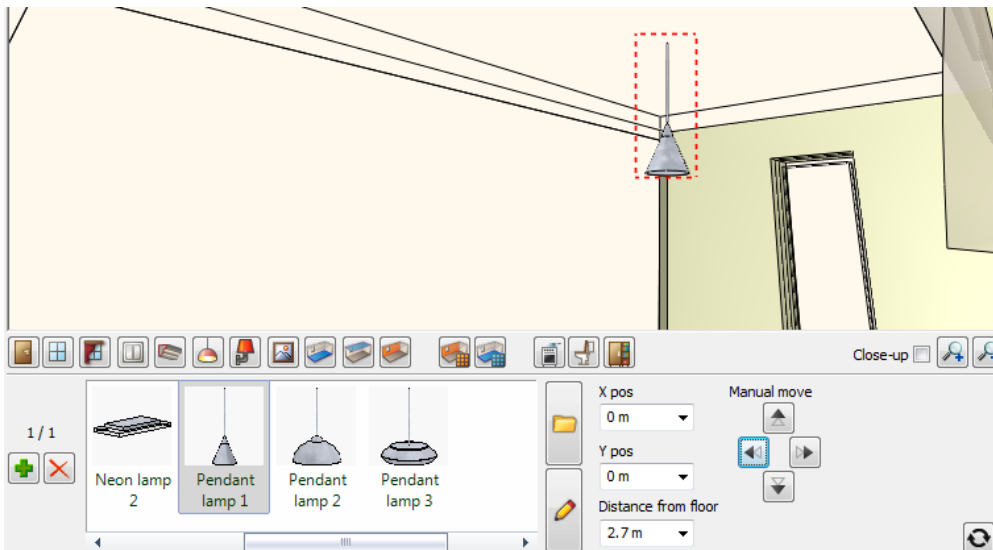 Close-up
1 / 1
Neon lamp
2
Pendant
lamp 1
Pendant
lamp 2
Pendant
lamp 3
X pos
0 m
Y pos
0 m
Distance from floor
2.7 m
Manual move